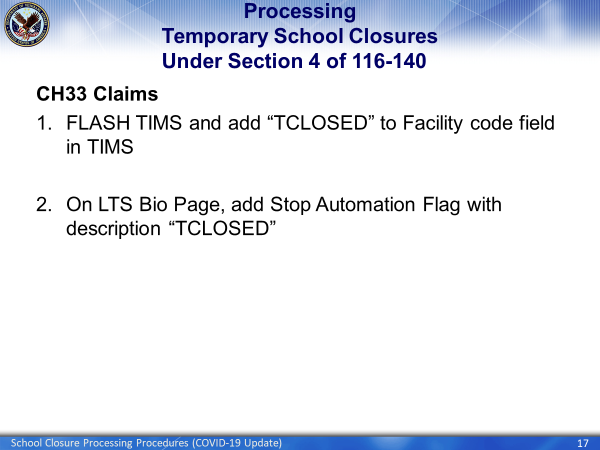 Processing
Temporary School Closures
Under Section 4 of 116-140
CH33 Claims
1. FLASH TIMS and add “TCLOSED” to Facility code field
in TIMS
2. On LTS Bio Page, add Stop Automation Flag with
description “TCLOSED”
School Closure Processing Procedures (COVID-19 Update)
17